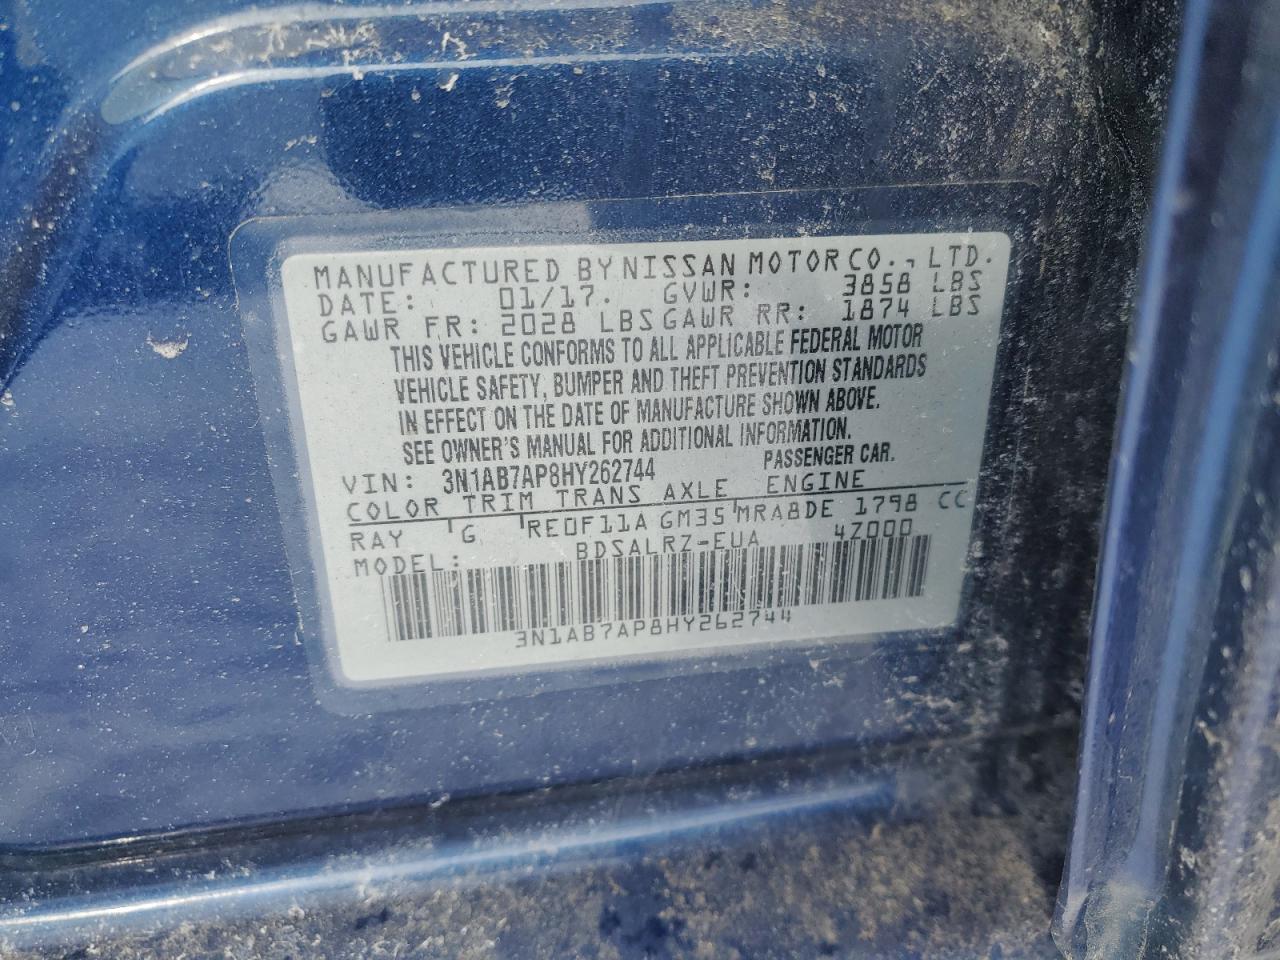 MANUFACTURED BY NISSAN MOTOR CO., LTD.
DATE: 01/17. GVWR: 3858 LBS
GAWR FR: 2028 LBS GAWR RR: 1874 LBS
THIS VEHICLE CONFORMS TO ALL APPLICABLE FEDERAL MOTOR
VEHICLE SAFETY, BUMPER AND THEFT PREVENTION STANDARDS
IN EFFECT ON THE DATE OF MANUFACTURE SHOWN ABOVE.
SEE OWNER'S MANUAL FOR ADDITIONAL INFORMATION.
VIN: 3N1AB7AP8HY262744 PASSENGER CAR.
COLOR TRIM TRANS AXLE ENGINE
RAY G RE0F11A GM35 MRA8DE 1798 CC
MODEL: BDSALRZ-EUA 4Z000
3N1AB7AP8HY262744